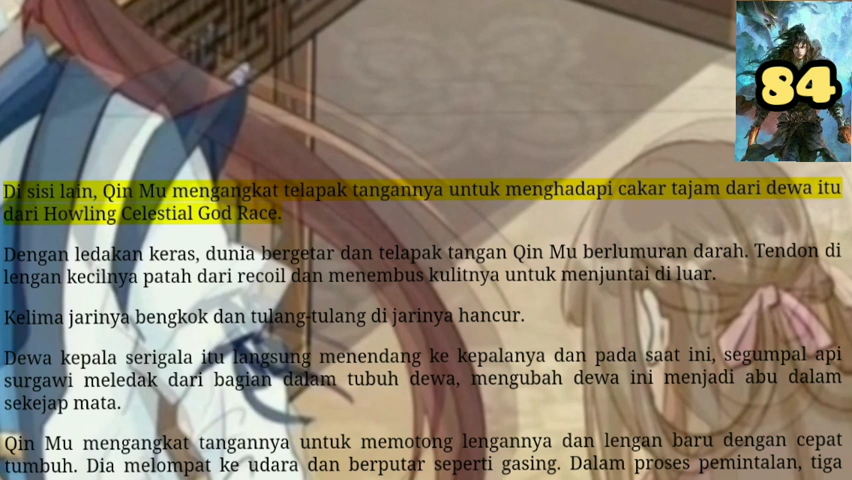 84
Di sisi lain, Qin Mu mengangkat telapak tangannya untuk menghadapi cakar tajam dari dewa itu
dari Howling Celestial God Race.
Dengan ledakan keras, dunia bergetar dan telapak tangan Qin Mu berlumuran darah. Tendon di
lengan kecilnya patah dari recoil dan menembus kulitnya untuk menjuntai di luar.
Kelima jarinya bengkok dan tulang-tulang di jarinya hancur.
Dewa kepala serigala itu langsung menendang ke kepalanya dan pada saat ini, segumpal api
surgawi meledak dari bagian dalam tubuh dewa, mengubah dewa ini menjadi abu dalam
sekejap mata.
Qin Mu mengangkat tangannya untuk memotong lengannya dan lengan baru dengan cepat
tumbuh. Dia melompat ke udara dan berputar seperti gasing. Dalam proses pemintalan, tiga